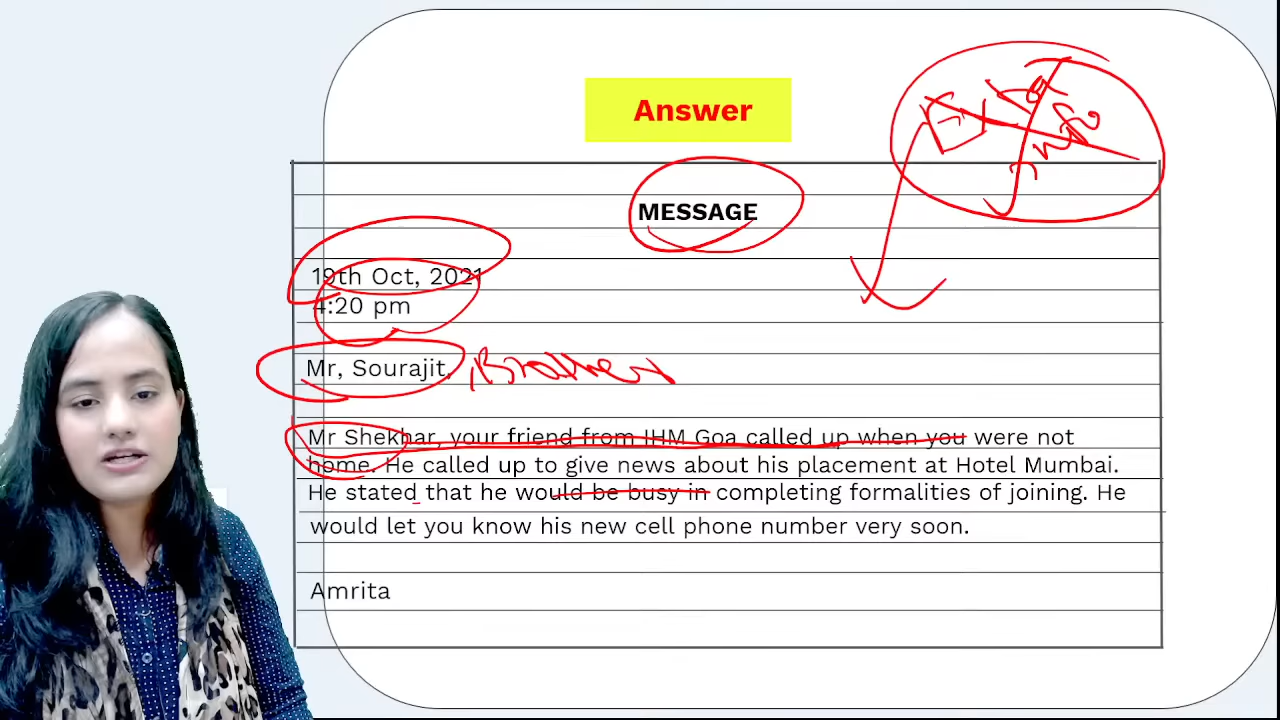 Answer
Extra
Info
MESSAGE
19th Oct, 2021
4:20 pm
Mr, Sourajit, , Brother
Mr Shekhar, your friend from IHM Goa called up when you were not
home. He called up to give news about his placement at Hotel Mumbai.
He stated that he would be busy in completing formalities of joining. He
would let you know his new cell phone number very soon.
Amrita